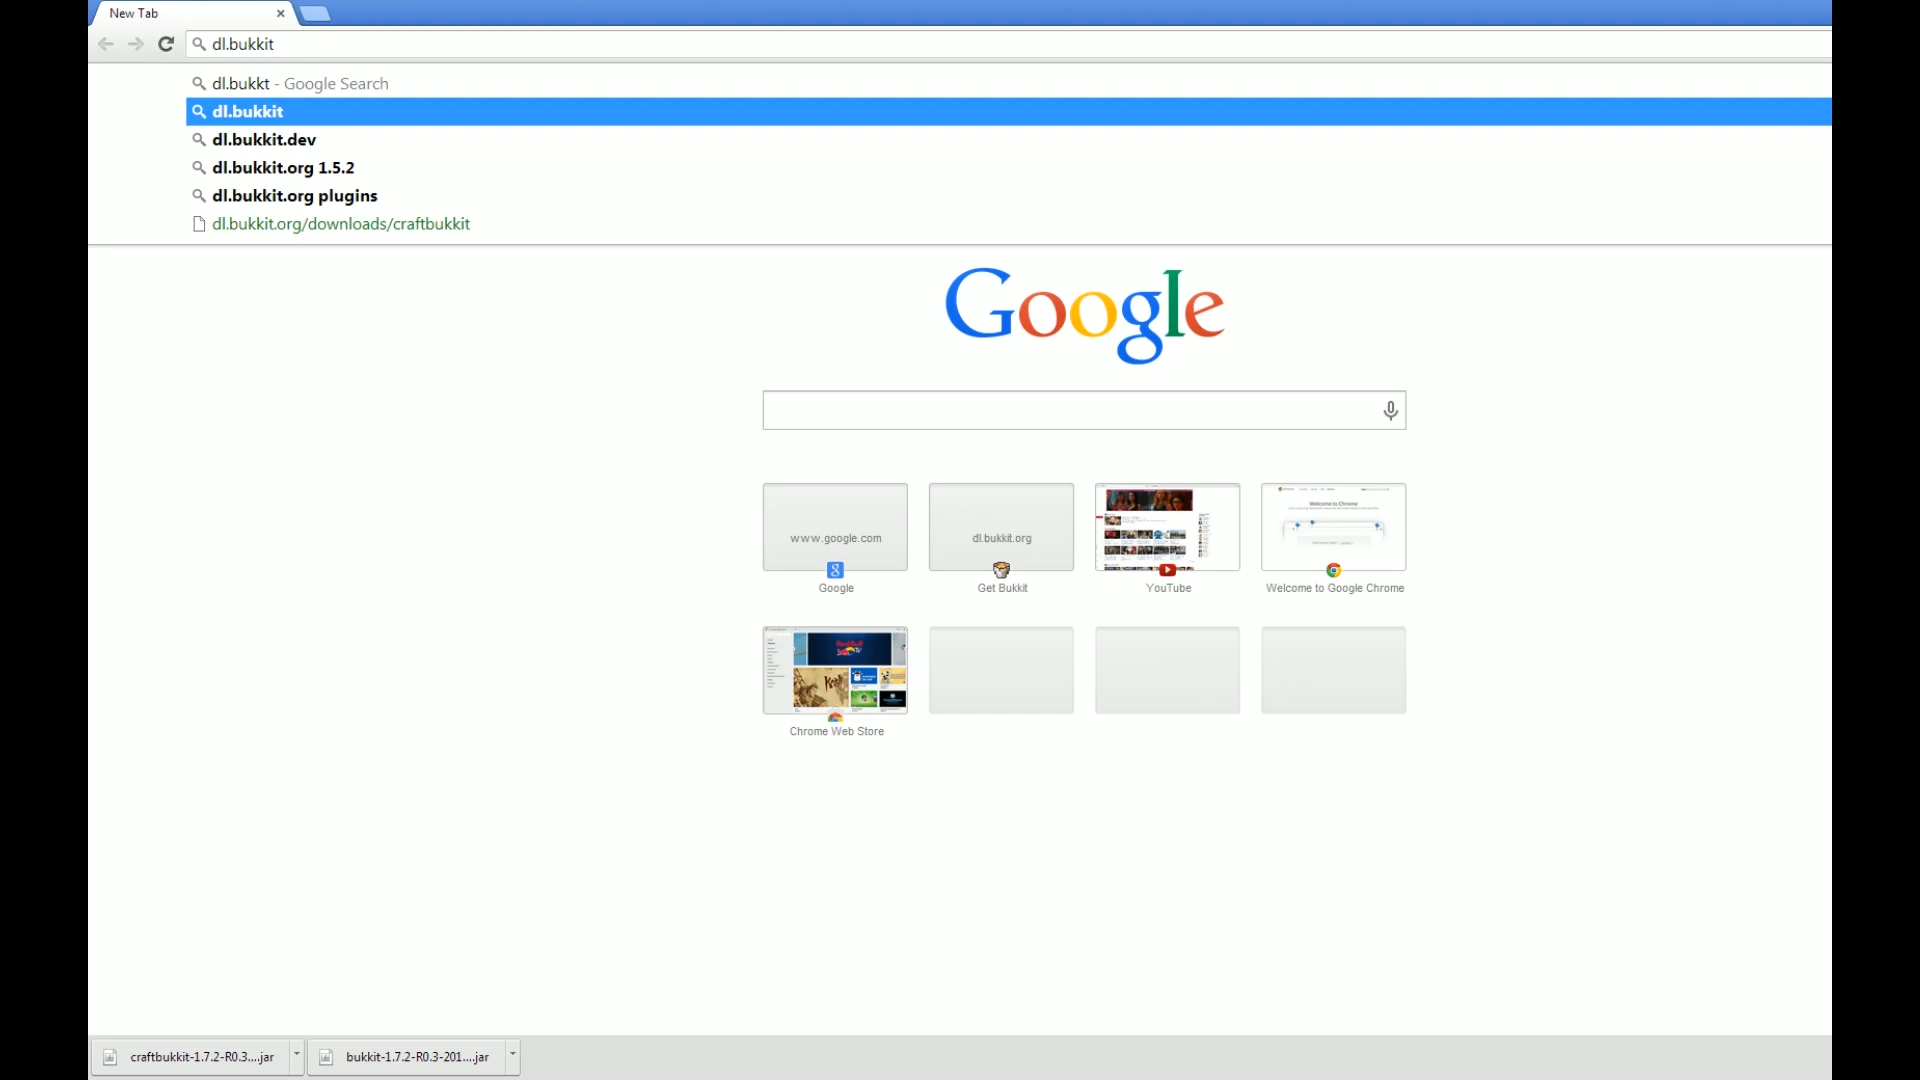 New Tab
dl.bukkit
dl.bukkt - Google Search
dl.bukkit
dl.bukkit.dev
dl.bukkit.org 1.5.2
dl.bukkit.org plugins
dl.bukkit.org/downloads/craftbukkit
Google
www.google.com
dl.bukkit.org
Welcome to Chrome
Google
Get Bukkit
YouTube
Welcome to Google Chrome
Chrome Web Store
craftbukkit-1.7.2-R0.3....jar
bukkit-1.7.2-R0.3-201....jar